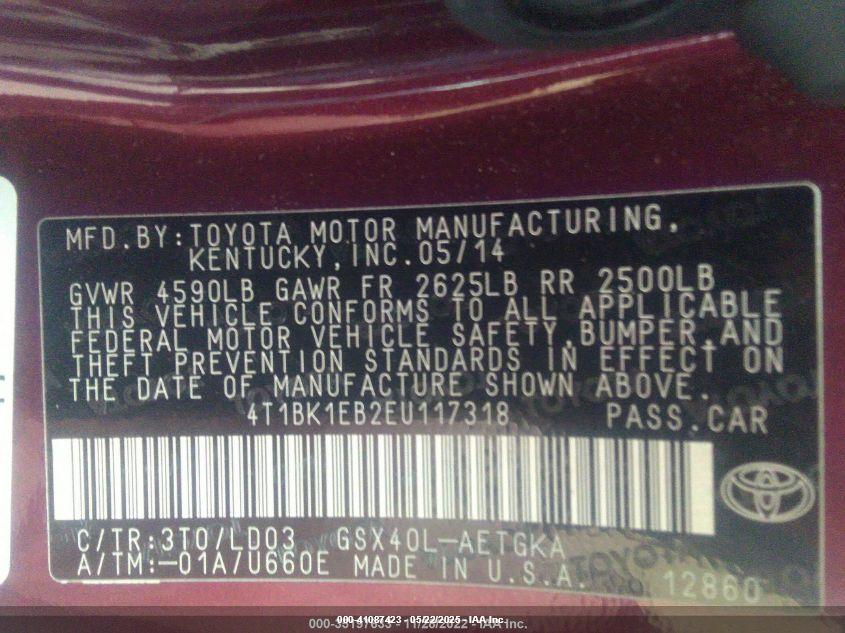 MFD.BY:TOYOTA MOTOR MANUFACTURING,
KENTUCKY,INC.05/14
GVWR 4590LB GAWR FR 2625LB RR 2500LB
THIS VEHICLE CONFORMS TO ALL APPLICABLE
FEDERAL MOTOR VEHICLE SAFETY,BUMPER,AND
THEFT PREVENTION STANDARDS IN EFFECT ON
THE DATE OF MANUFACTURE SHOWN ABOVE.
4T1BK1EB2EU117318 PASS.CAR
C/TR:3T0/LD03 GSX40L-AETGKA
A/TM:-01A/U660E MADE IN U.S.A.
12860
000-41087423 - 05/22/2025 - IAA Inc.